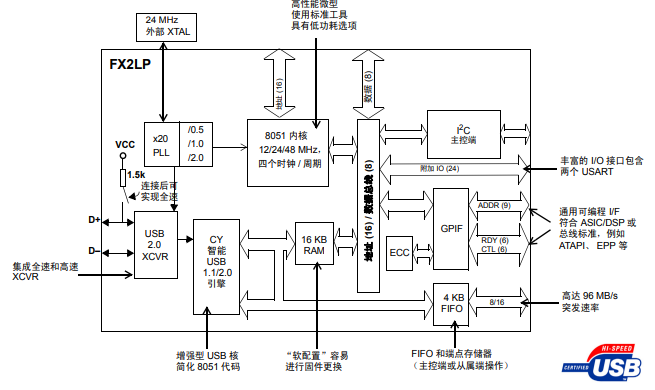 高性能微型
使用标准工具
具有低功耗选项
24 MHz
外部 XTAL
FX2LP
地址 (16)
数据 (8)
x20
PLL
/0.5
/1.0
/2.0
8051 内核
12/24/48 MHz,
四个时钟 / 周期
地址 (16) / 数据总线 (8)
I²C
主控端
VCC
1.5k
连接后可
实现全速
附加 IO (24)
丰富的 I/O 接口包含
两个 USART
D+
D–
USB
2.0
XCVR
CY
智能
USB
1.1/2.0
引擎
16 KB
RAM
ECC
GPIF
ADDR (9)
RDY (6)
CTL (6)
通用可编程 I/F
符合 ASIC/DSP 或
总线标准，例如
ATAPI、 EPP 等
集成全速和高速
XCVR
4 KB
FIFO
8/16
高达 96 MB/s
突发速率
增强型 USB 核
简化 8051 代码
“软配置”容易
进行固件更换
FIFO 和端点存储器
（主控端或从属端操作）
HI-SPEED
CERTIFIED
USB